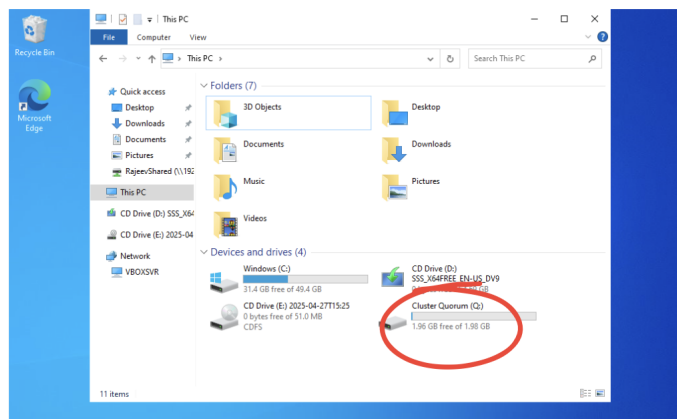 Recycle Bin
Microsoft
Edge
This PC
File Computer View
This PC
Search This PC
Quick access
Desktop
Downloads
Documents
Pictures
RajeevShared (\\192
This PC
CD Drive (D:) SSS_X64
CD Drive (E:) 2025-04
Network
VBOXSVR
Folders (7)
3D Objects
Desktop
Documents
Downloads
Music
Pictures
Videos
Devices and drives (4)
Windows (C:)
31.4 GB free of 49.4 GB
CD Drive (D:)
SSS_X64FREE_EN-US_DV9
CD Drive (E:) 2025-04-27T15:25
0 bytes free of 51.0 MB
CDFS
Cluster Quorum (Q:)
1.96 GB free of 1.98 GB
11 items